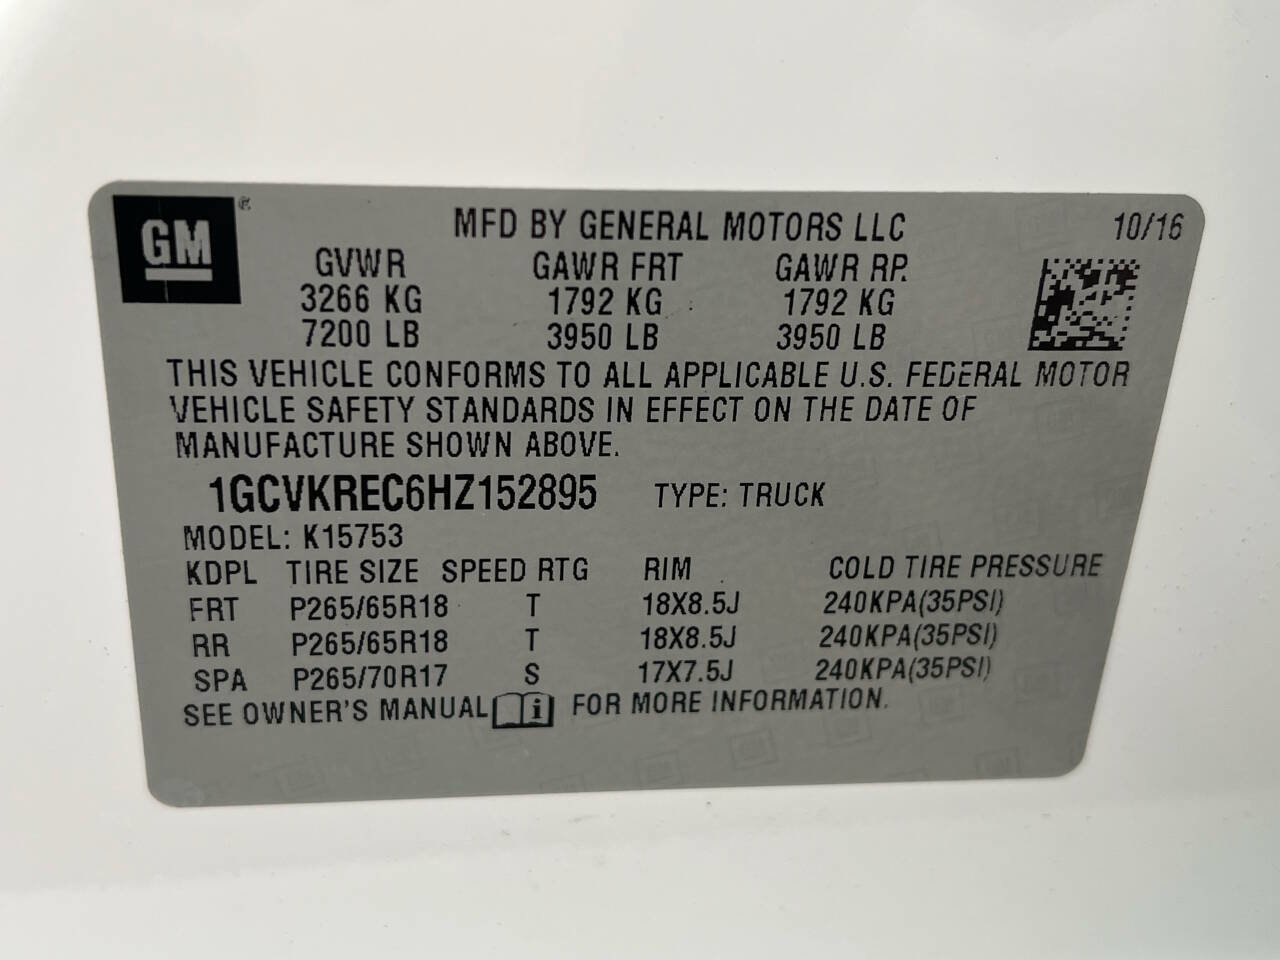 GM ®
MFD BY GENERAL MOTORS LLC 10/16
GVWR GAWR FRT GAWR RR
3266 KG 1792 KG 1792 KG
7200 LB 3950 LB 3950 LB
THIS VEHICLE CONFORMS TO ALL APPLICABLE U.S. FEDERAL MOTOR
VEHICLE SAFETY STANDARDS IN EFFECT ON THE DATE OF
MANUFACTURE SHOWN ABOVE.
1GCVKREC6HZ152895 TYPE: TRUCK
MODEL: K15753
KDPL TIRE SIZE SPEED RTG RIM COLD TIRE PRESSURE
FRT P265/65R18 T 18X8.5J 240KPA(35PSI)
RR P265/65R18 T 18X8.5J 240KPA(35PSI)
SPA P265/70R17 S 17X7.5J 240KPA(35PSI)
SEE OWNER'S MANUAL i FOR MORE INFORMATION.